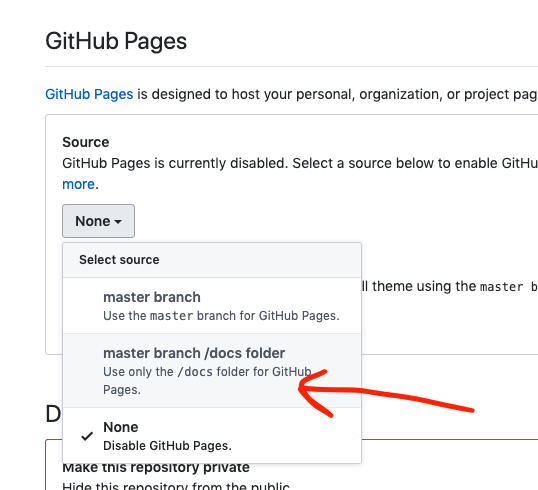 GitHub Pages
GitHub Pages is designed to host your personal, organization, or project pag
Source
GitHub Pages is currently disabled. Select a source below to enable GitHu
more.
None
Select source
master branch
Use the master branch for GitHub Pages.
ll theme using the master b
master branch /docs folder
Use only the /docs folder for GitHub
Pages.
None
Disable GitHub Pages.
D
Make this repository private
Hide this repository from the public.